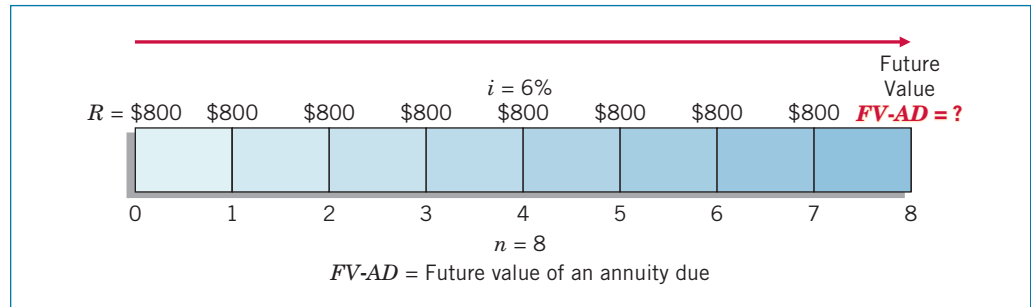 Future
Value
i = 6%
R = $800 $800 $800 $800 $800 $800 $800 $800 FV-AD = ?
0 1 2 3 4 5 6 7 8
n = 8
FV-AD = Future value of an annuity due